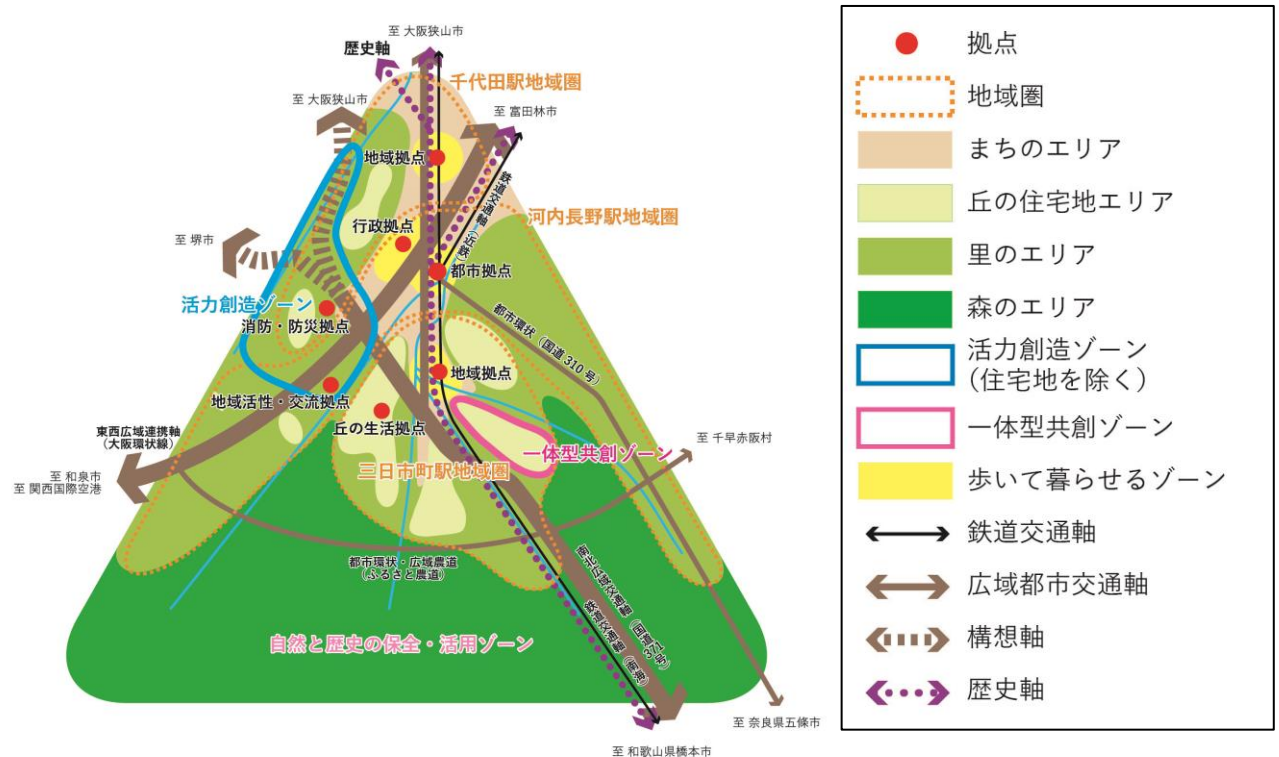 至 大阪狭山市
歴史軸
千代田駅地域圏
至 大阪狭山市
至 富田林市
地域拠点
鉄道交通軸（近鉄）
河内長野駅地域圏
行政拠点
至 堺市
都市拠点
活力創造ゾーン
消防・防災拠点
都市環状（国道310号）
地域拠点
地域活性・交流拠点
丘の生活拠点
東西広域連携軸
（大阪環状線）
至 千早赤阪村
一体型共創ゾーン
三日市町駅地域圏
至 和泉市
至 関西国際空港
都市環状・広域農道
（ふるさと農道）
南北広域交通軸（国道371号）
鉄道交通軸（南海）
自然と歴史の保全・活用ゾーン
至 奈良県五條市
至 和歌山県橋本市
拠点
地域圏
まちのエリア
丘の住宅地エリア
里のエリア
森のエリア
活力創造ゾーン
（住宅地を除く）
一体型共創ゾーン
歩いて暮らせるゾーン
鉄道交通軸
広域都市交通軸
構想軸
歴史軸